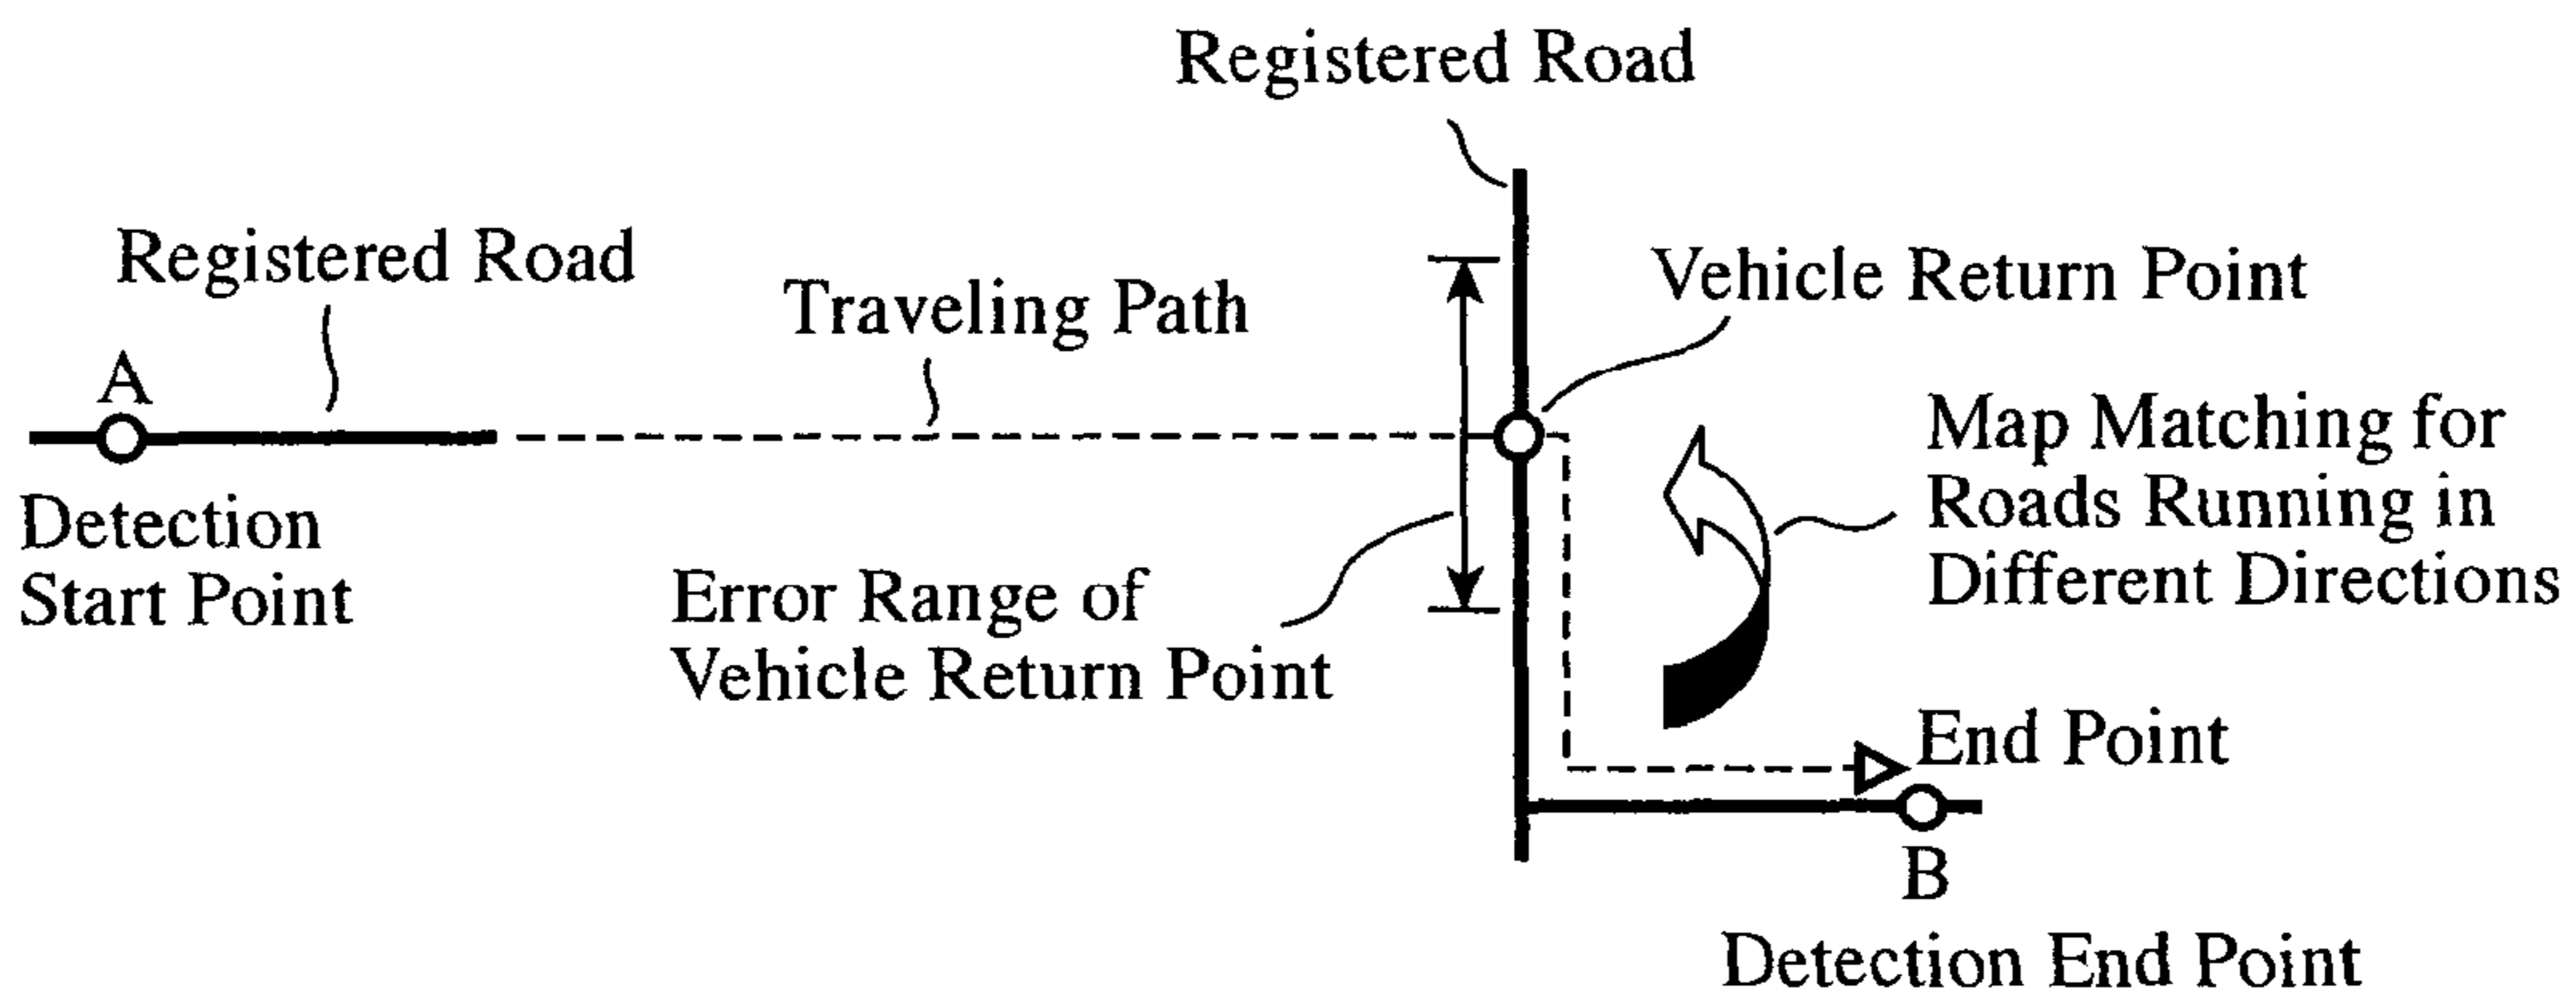 Registered Road
Registered Road
Traveling Path
Vehicle Return Point
A
Detection
Start Point
Error Range of
Vehicle Return Point
Map Matching for
Roads Running in
Different Directions
End Point
B
Detection End Point